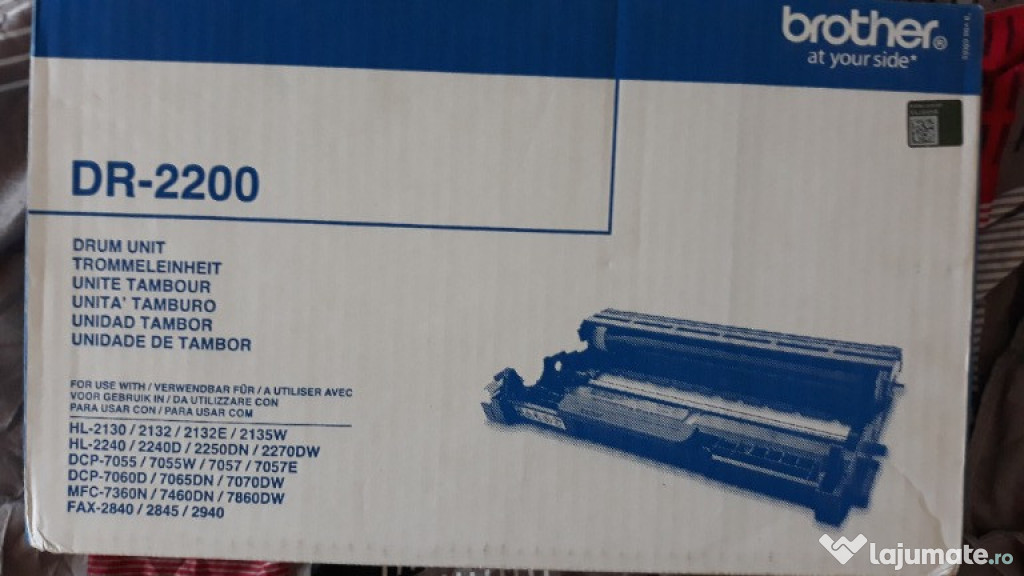 brother®
at your side*
DR-2200
DRUM UNIT
TROMMELEINHEIT
UNITE TAMBOUR
UNITA' TAMBURO
UNIDAD TAMBOR
UNIDADE DE TAMBOR
FOR USE WITH / VERWENDBAR FÜR / A UTILISER AVEC
VOOR GEBRUIK IN / DA UTILIZZARE CON
PARA USAR CON / PARA USAR COM
HL-2130 / 2132 / 2132E / 2135W
HL-2240 / 2240D / 2250DN / 2270DW
DCP-7055 / 7055W / 7057 / 7057E
DCP-7060D / 7065DN / 7070DW
MFC-7360N / 7460DN / 7860DW
FAX-2840 / 2845 / 2940
lajumate.ro